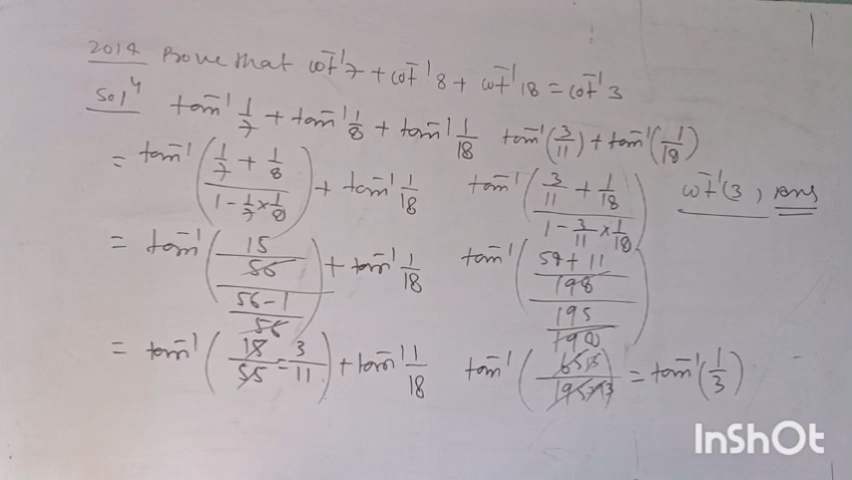 2014 Prove that cot⁻¹7 + cot⁻¹8 + cot⁻¹18 = cot⁻¹3
Solⁿ tan⁻¹ 1/7 + tan⁻¹ 1/8 + tan⁻¹ 1/18
= tan⁻¹((1/7 + 1/8)/(1 - 1/7 × 1/8)) + tan⁻¹ 1/18
= tan⁻¹((15/56)/((56-1)/56)) + tan⁻¹ 1/18
= tan⁻¹(15/55 = 3/11) + tan⁻¹ 1/18
tan⁻¹(3/11) + tan⁻¹(1/18)
tan⁻¹((3/11 + 1/18)/(1 - 3/11 × 1/18))
tan⁻¹(((54+11)/198)/(195/198))
tan⁻¹(65/195) = tan⁻¹(1/3)
cot⁻¹(3) ans
InShOt